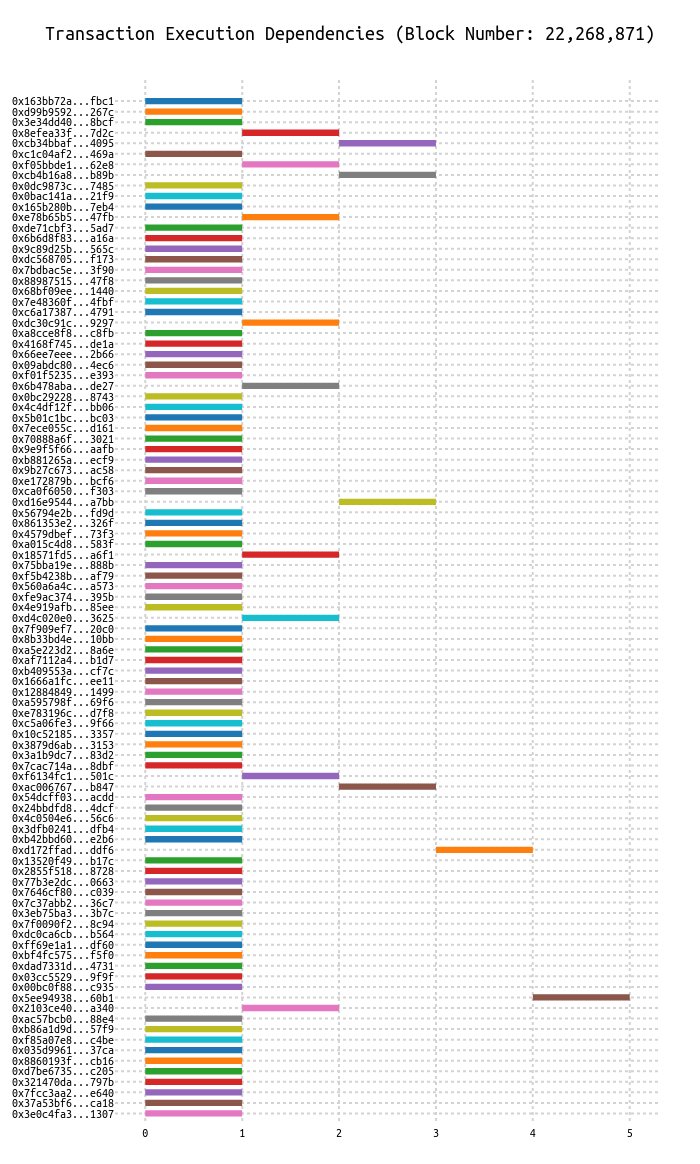 Transaction Execution Dependencies (Block Number: 22,268,871)
0x163bb72a...fbc1
0xd99b9592...267c
0x3e34dd40...8bcf
0x8efea33f...7d2c
0xcb34bbaf...4095
0xc1c04af2...469a
0xf05bbde1...62e8
0xcb4b16a8...b89b
0x0dc9873c...7485
0x0bac141a...21f9
0x165b280b...7eb4
0xe78b65b5...47fb
0xde71cbf3...5ad7
0x6b6d8f83...a16a
0x9c89d25b...565c
0xdc568705...f173
0x7bdbac5e...3f90
0x88987515...47f8
0x68bf09ee...1440
0x7e48360f...4fbf
0xc6a17387...4791
0xdc30c91c...9297
0xa8cce8f8...c8fb
0x4168f745...de1a
0x66ee7eee...2b66
0x09abdc80...4ec6
0xf01f5235...e393
0x6b478aba...de27
0x0bc29228...8743
0x4c4df12f...bb06
0x5b01c1bc...bc03
0x7ece055c...d161
0x70888a6f...3021
0x9e9f5f66...aafb
0xb881265a...ecf9
0x9b27c673...ac58
0xe172879b...bcf6
0xca0f6050...f303
0xd16e9544...a7bb
0x56794e2b...fd9d
0x861353e2...326f
0x4579dbef...73f3
0xa015c4d8...583f
0x18571fd5...a6f1
0x75bba19e...888b
0xf5b4238b...af79
0x560a6a4c...a573
0xfe9ac374...395b
0x4e919afb...85ee
0xd4c020e0...3625
0x7f909ef7...20c0
0x8b33bd4e...10bb
0xa5e223d2...8a6e
0xaf7112a4...b1d7
0xb409553a...cf7c
0x1666a1fc...ee11
0x12884849...1499
0xa595798f...69f6
0xe783196c...d7f8
0xc5a06fe3...9f66
0x10c52185...3357
0x3879d6ab...3153
0x3a1b9dc7...83d2
0x7cac714a...8dbf
0xf6134fc1...501c
0xac006767...b847
0x54dcff03...acdd
0x24bbdfd8...4dcf
0x4c0504e6...56c6
0x3dfb0241...dfb4
0xb42bbd60...e2b6
0xd172ffad...ddf6
0x13520f49...b17c
0x2855f518...8728
0x77b3e2dc...0663
0x7646cf80...c039
0x7c37abb2...36c7
0x3eb75ba3...3b7c
0x7f0090f2...8c94
0xdc0ca6cb...b564
0xff69e1a1...df60
0xbf4fc575...f5f0
0xdad7331d...4731
0x03cc5529...9f9f
0x00bc0f88...c935
0x5ee94938...60b1
0x2103ce40...a340
0xac57bcb0...88e4
0xb86a1d9d...57f9
0xf85a07e8...c4be
0x035d9961...37ca
0x8860193f...cb16
0xd7be6735...c205
0x321470da...797b
0x7fcc3aa2...e640
0x37a53bf6...ca18
0x3e0c4fa3...1307
0 1 2 3 4 5